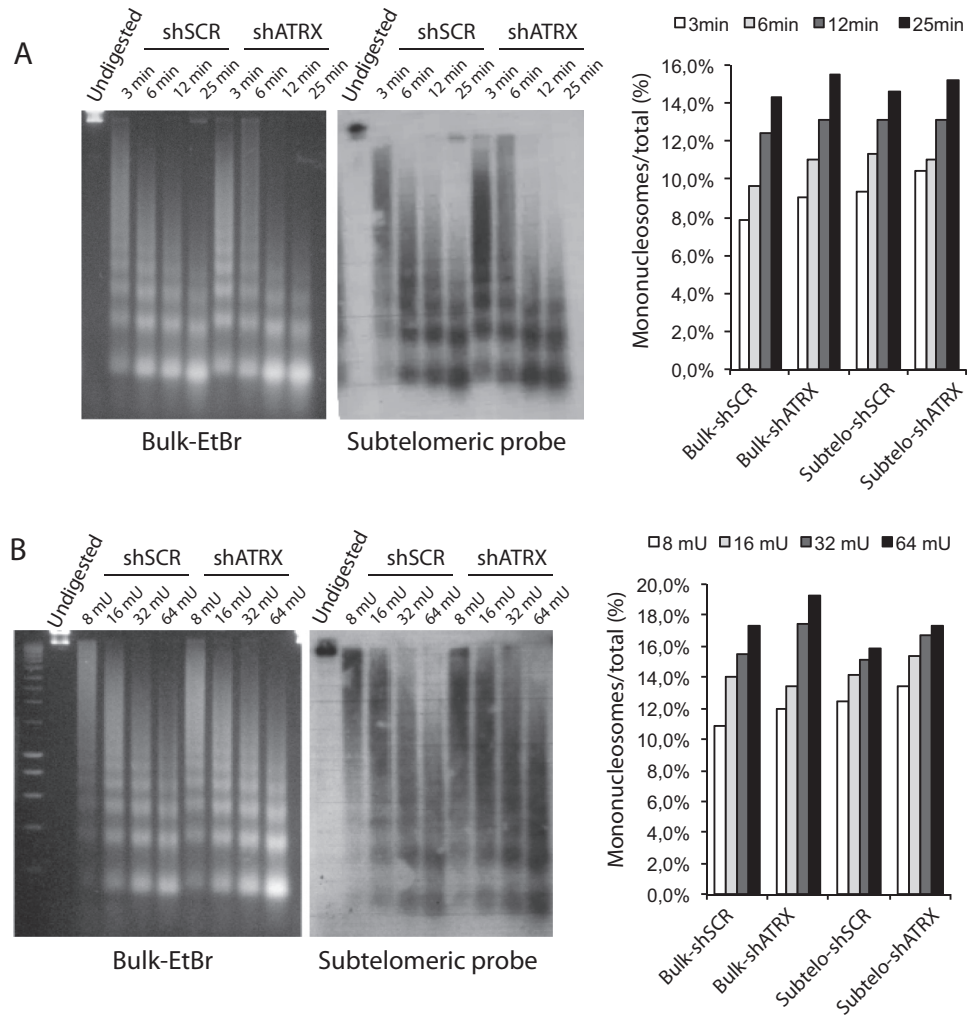 A
Undigested
shSCR
shATRX
3 min
6 min
12 min
25 min
3 min
6 min
12 min
25 min
Bulk-EtBr
Undigested
shSCR
shATRX
3 min
6 min
12 min
25 min
3 min
6 min
12 min
25 min
Subtelomeric probe
3min 6min 12min 25min
Mononucleosomes/total (%)
16,0%
14,0%
12,0%
10,0%
8,0%
6,0%
4,0%
2,0%
0,0%
Bulk-shSCR
Bulk-shATRX
Subtelo-shSCR
Subtelo-shATRX
B
Undigested
shSCR
shATRX
8 mU
16 mU
32 mU
64 mU
8 mU
16 mU
32 mU
64 mU
Bulk-EtBr
Undigested
shSCR
shATRX
8 mU
16 mU
32 mU
64 mU
8 mU
16 mU
32 mU
64 mU
Subtelomeric probe
8 mU 16 mU 32 mU 64 mU
Mononucleosomes/total (%)
20,0%
18,0%
16,0%
14,0%
12,0%
10,0%
8,0%
6,0%
4,0%
2,0%
0,0%
Bulk-shSCR
Bulk-shATRX
Subtelo-shSCR
Subtelo-shATRX